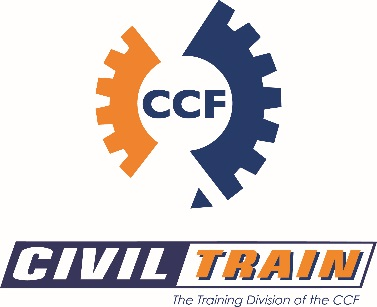 CCF
CIVIL TRAIN
The Training Division of the CCF